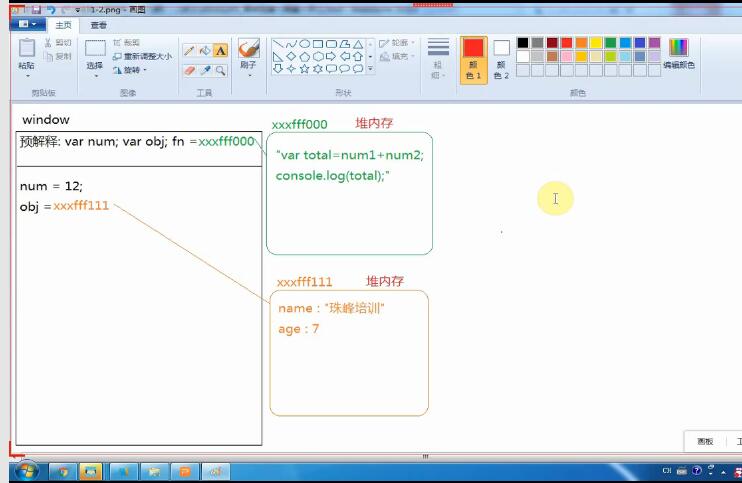 1-2.png - 画图
主页 查看
粘贴
剪切
复制
剪贴板
选择
裁剪
重新调整大小
旋转
图像
A
工具
刷子
轮廓
填充
形状
粗细
颜色 1
颜色 2
编辑颜色
颜色
window
预解释: var num; var obj; fn =xxxfff000
num = 12;
obj =xxxfff111
xxxfff000 堆内存
"var total=num1+num2;
console.log(total);"
xxxfff111 堆内存
name : "珠峰培训"
age : 7
画板
CH